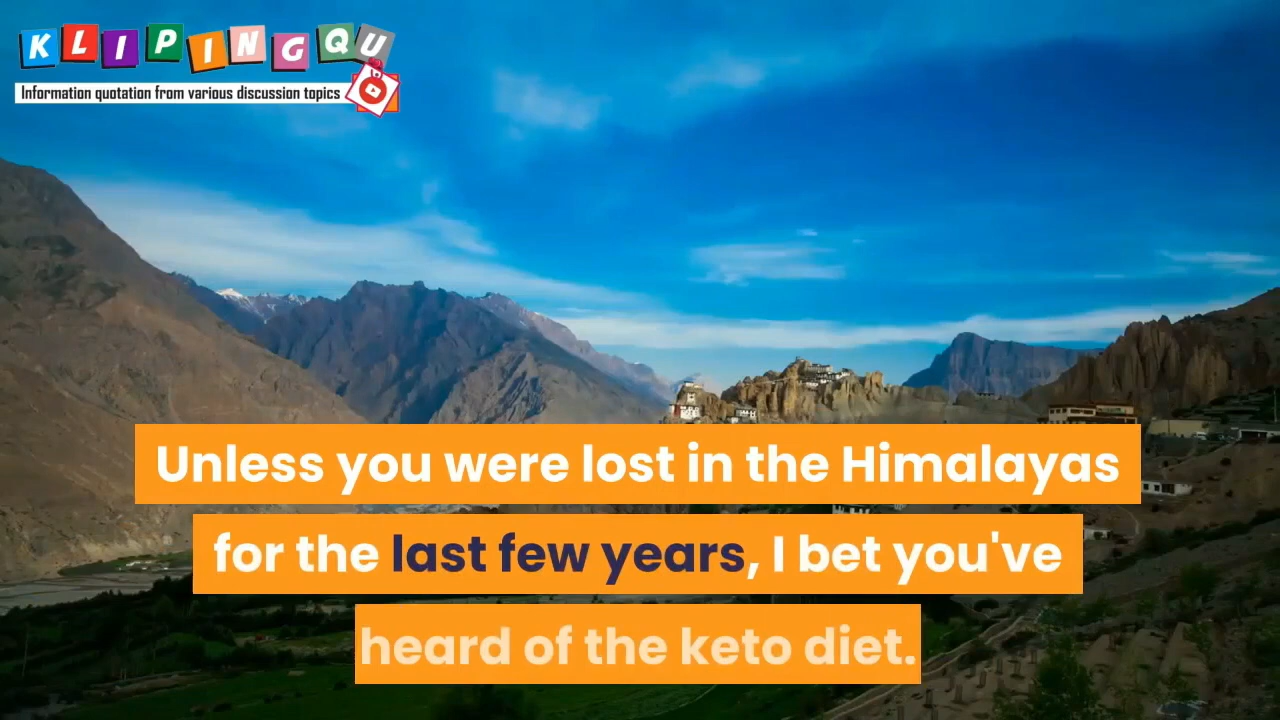 KLIPINGQU
Information quotation from various discussion topics
Unless you were lost in the Himalayas
for the last few years, I bet you've
heard of the keto diet.